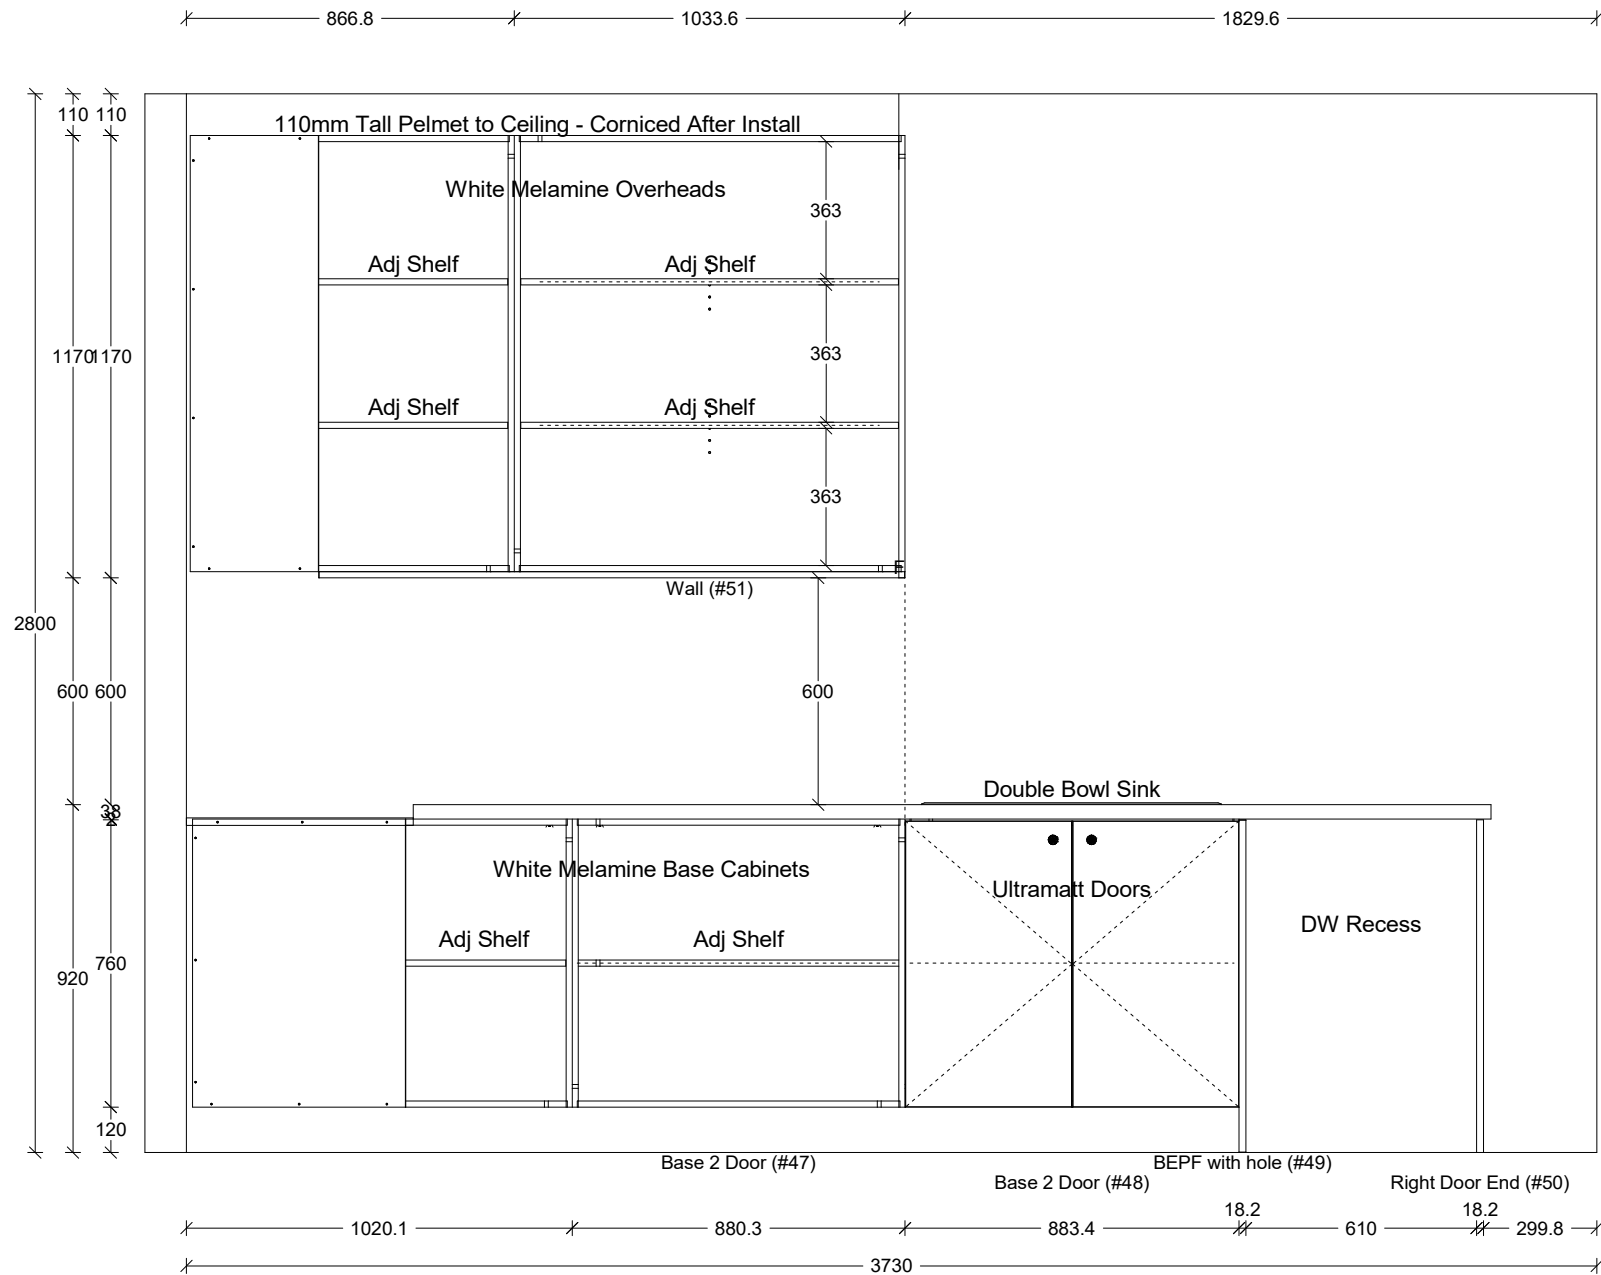 866.8
1033.6
1829.6
110
110
110mm Tall Pelmet to Ceiling - Corniced After Install
White Melamine Overheads
363
Adj Shelf
Adj Shelf
1170
1170
363
Adj Shelf
Adj Shelf
363
F
Wall (#51)
2800
600
600
600
Double Bowl Sink
38
2
White Melamine Base Cabinets
Ultramatt Doors
DW Recess
Adj Shelf
Adj Shelf
760
920
120
Base 2 Door (#47)
BEPF with hole (#49)
Base 2 Door (#48)
Right Door End (#50)
18.2
18.2
1020.1
880.3
883.4
610
299.8
3730